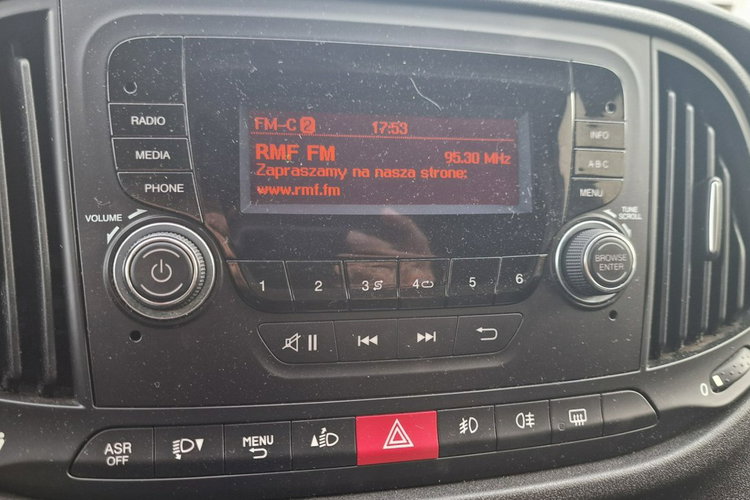 RADIO
MEDIA
PHONE
VOLUME
FM-C 2 17:53
RMF FM 95.30 MHz
Zapraszamy na nasza strone:
www.rmf.fm
INFO
A-B-C
MENU
TUNE
SCROLL
BROWSE
ENTER
1 2 3 4 5 6
0
ASR
OFF
MENU